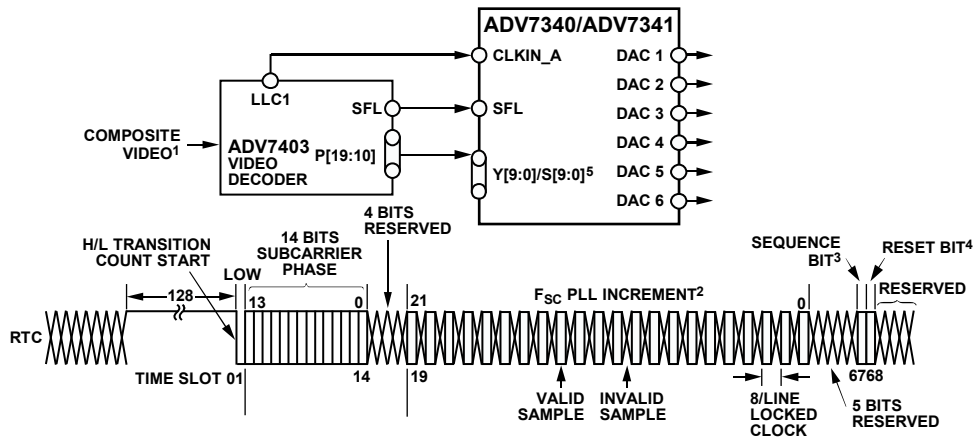 ADV7340/ADV7341
CLKIN_A
DAC 1
DAC 2
LLC1
SFL
SFL
DAC 3
COMPOSITE
VIDEO1
ADV7403
VIDEO
DECODER
P[19:10]
DAC 4
Y[9:0]/S[9:0]5
DAC 5
DAC 6
4 BITS
RESERVED
H/L TRANSITION
COUNT START
14 BITS
SUBCARRIER
PHASE
SEQUENCE
BIT3
RESET BIT4
LOW
RESERVED
128
13
0
21
FSC PLL INCREMENT2
0
RTC
TIME SLOT 01
14
19
6768
VALID
SAMPLE
INVALID
SAMPLE
8/LINE
LOCKED
CLOCK
5 BITS
RESERVED